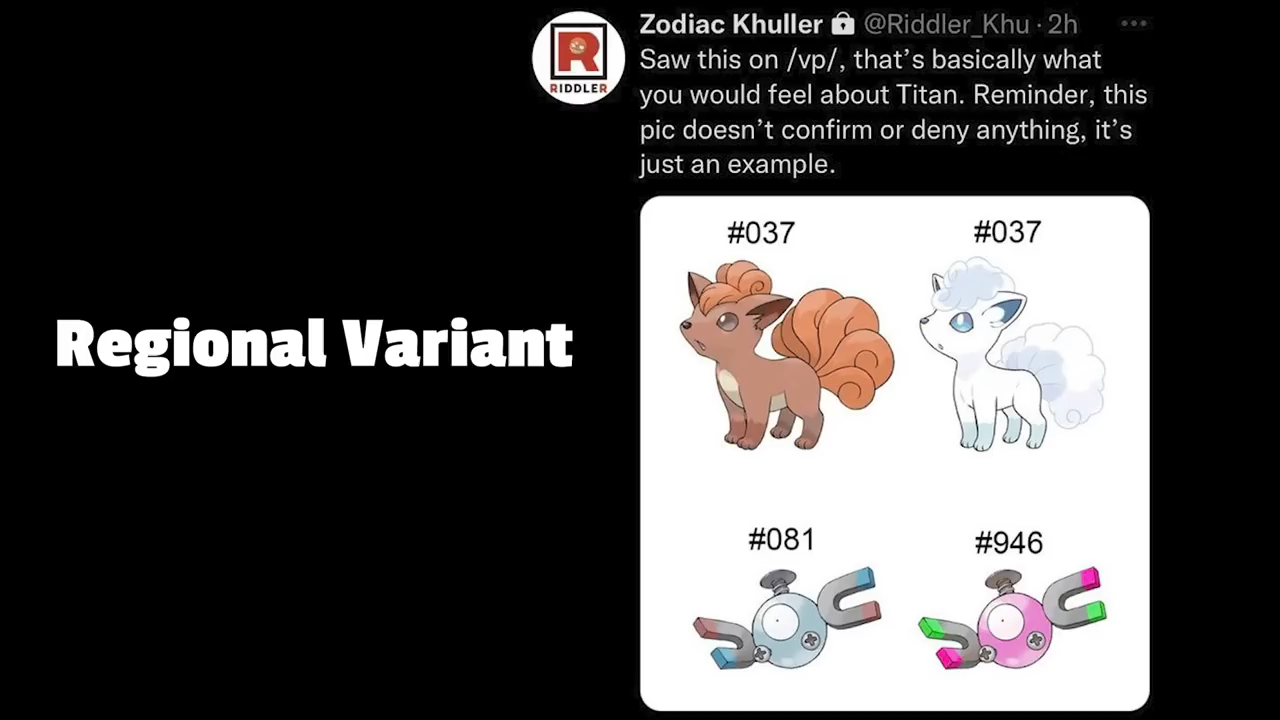 Zodiac Khuller 🔒 @Riddler_Khu · 2h ···
Saw this on /vp/, that’s basically what
you would feel about Titan. Reminder, this
pic doesn’t confirm or deny anything, it’s
just an example.
R
RIDDLER
Regional Variant
#037 #037
#081 #946